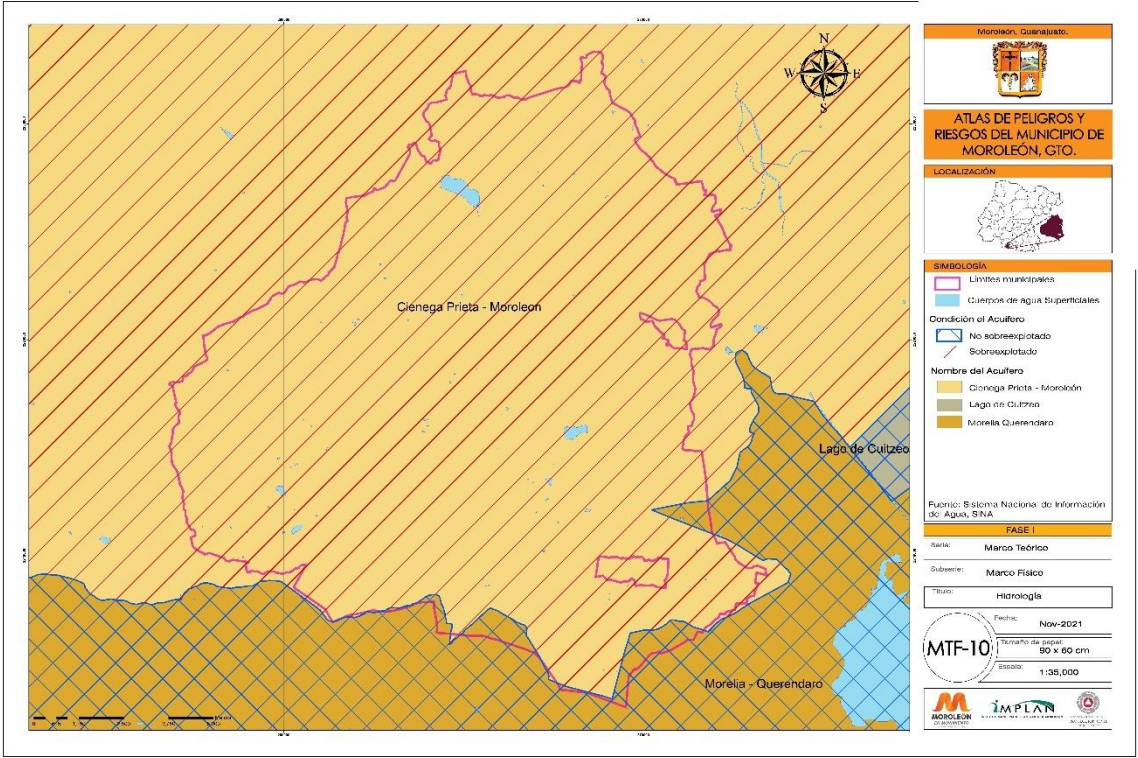 N
W E
S
Cienega Prieta - Moroleon
Lago de Cuitzeo
Morelia - Querendaro
Moroleón, Guanajuato.
ATLAS DE PELIGROS Y
RIESGOS DEL MUNICIPIO DE
MOROLEÓN, GTO.
LOCALIZACIÓN
SIMBOLOGÍA
Límites municipales
Cuerpos de agua Superficiales
Condición el Acuífero
No sobreexplotado
Sobreexplotado
Nombre del Acuífero
Cienega Prieta - Moroleón
Lago de Cuitzeo
Morelia Querendaro
Fuente: Sistema Nacional de Información
del Agua, SINA
FASE I
Serie: Marco Teórico
Subserie: Marco Físico
Título: Hidrología
MTF-10
Fecha: Nov-2021
Tamaño de papel:
90 x 60 cm
Escala: 1:35,000
MOROLEÓN
EN MOVIMIENTO
iMPLAN